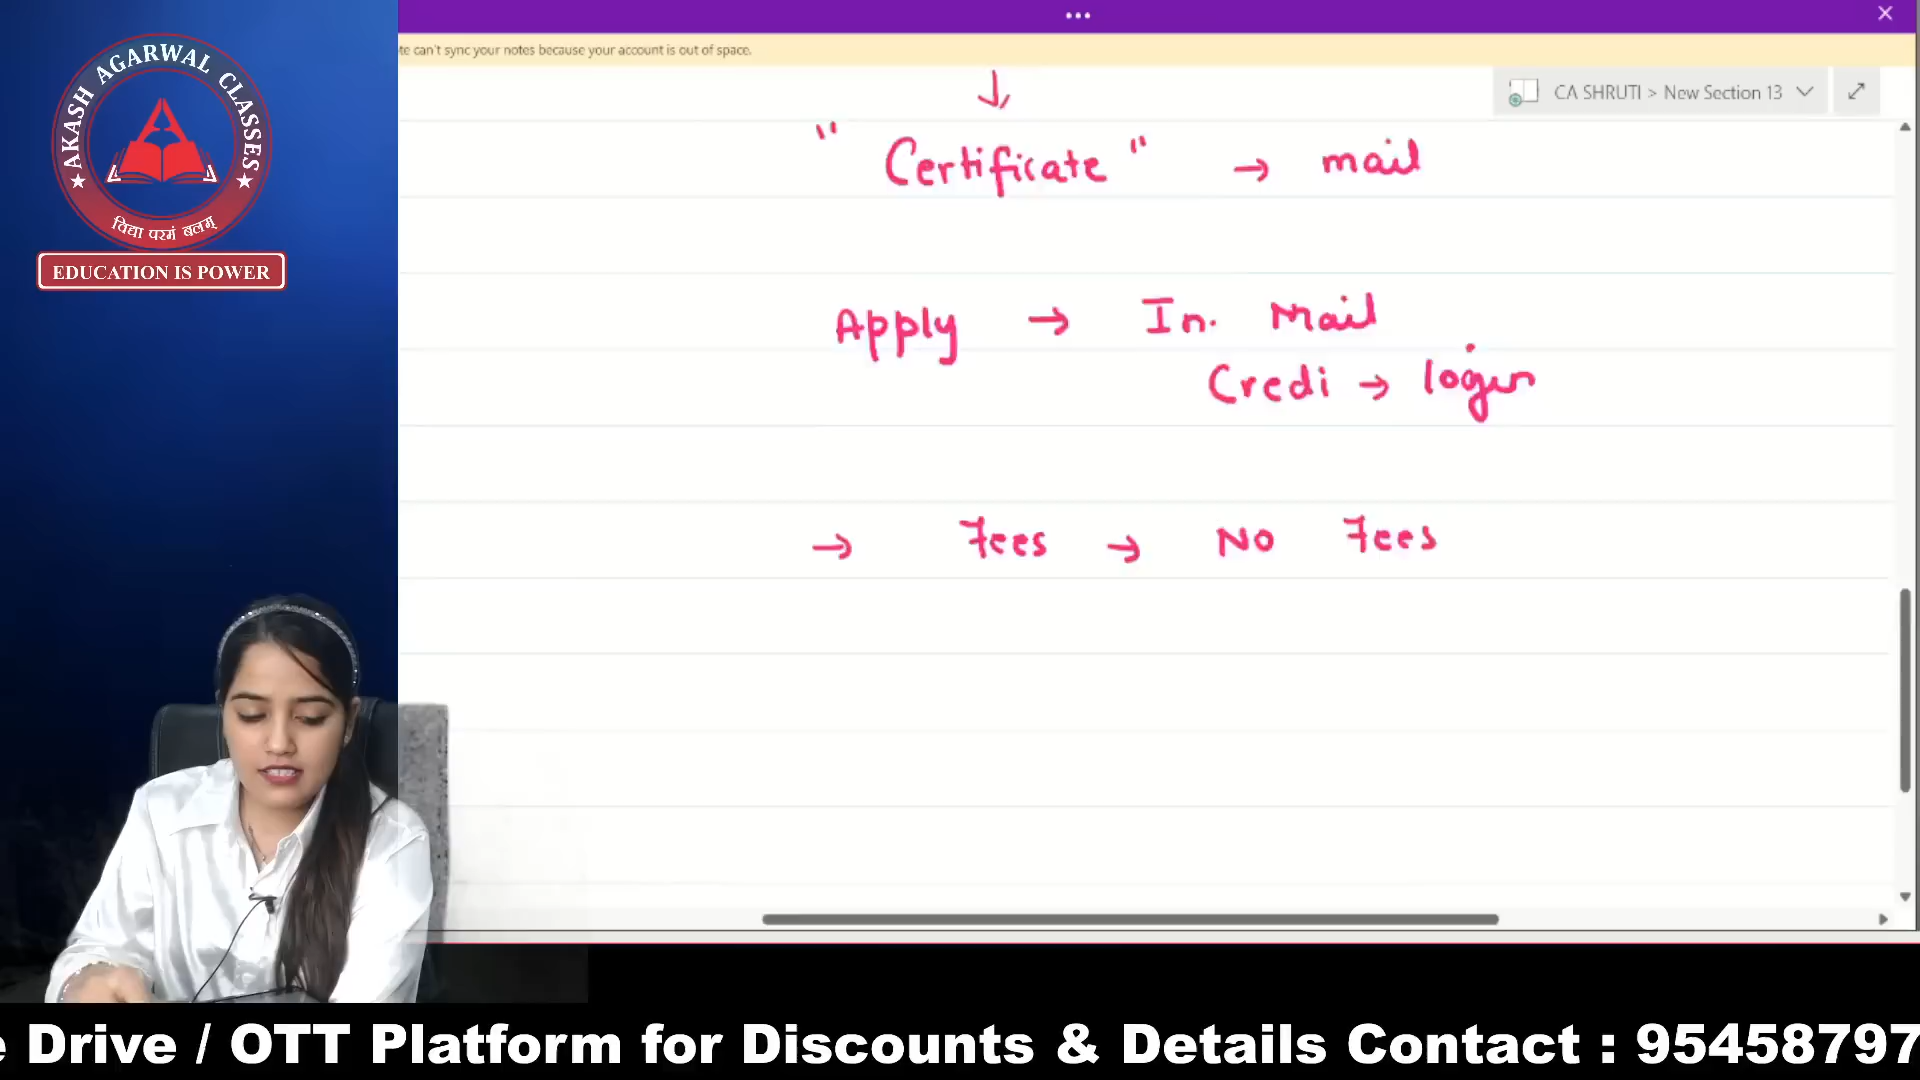 AKASH AGARWAL CLASSES
विद्या परमं बलम्
EDUCATION IS POWER
te can't sync your notes because your account is out of space.
CA SHRUTI > New Section 13
" Certificate " → mail
Apply → In. Mail
Credi → login
→ Fees → No Fees
e Drive / OTT Platform for Discounts & Details Contact : 95458797